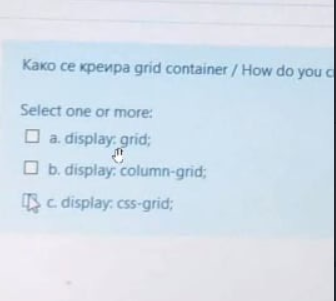 Како се креира grid container / How do you
Select one or more:
a. display: grid;
b. display: column-grid;
c. display: css-grid;